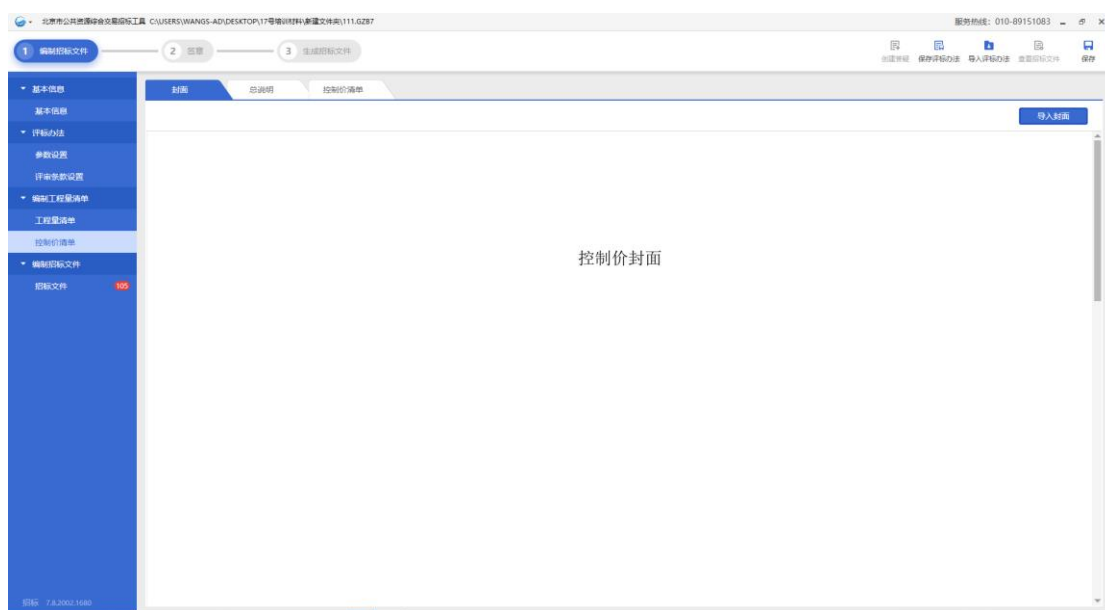 北京市公共资源综合交易招标工具 C:\USERS\WANGS-AD\DESKTOP\17号培训材料\新建文件夹\111.GZB7
服务热线：010-89151083
1 编制招标文件
2 签章
3 生成招标文件
保存评标办法
导入评标办法
查看招标文件
保存
基本信息
封面
总说明
控制价清单
基本信息
导入封面
评标办法
参数设置
评审条款设置
编制工程量清单
工程量清单
控制价清单
控制价封面
编制招标文件
招标文件 105
招标 7.8.2002.1680